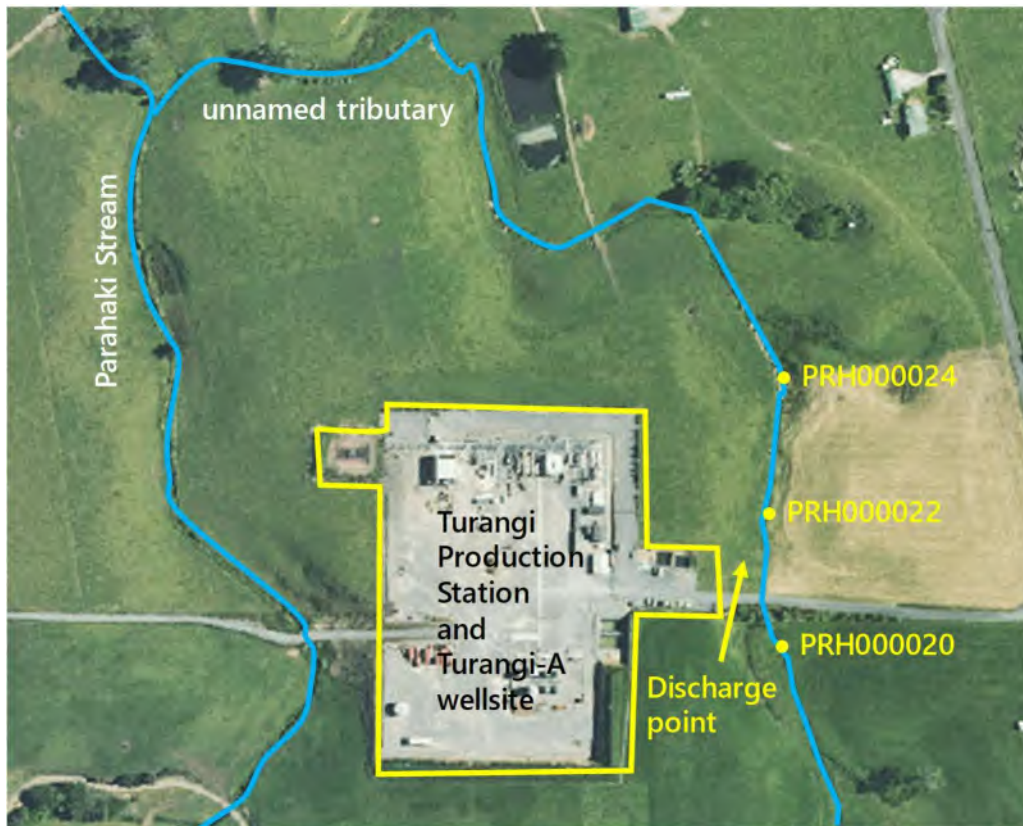 unnamed tributary
Parahaki Stream
PRH000024
PRH000022
Turangi
Production
Station
and
Turangi-A
wellsite
PRH000020
Discharge
point